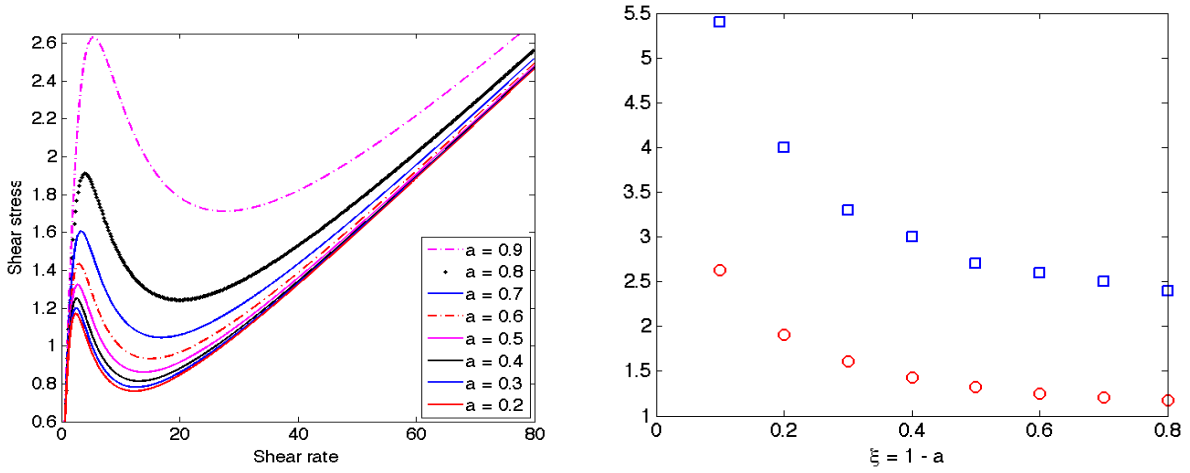 2.6
2.4
2.2
2
1.8
1.6
1.4
1.2
1
0.8
0.6
Shear stress
0
20
40
60
80
Shear rate
a = 0.9
a = 0.8
a = 0.7
a = 0.6
a = 0.5
a = 0.4
a = 0.3
a = 0.2
5.5
5
4.5
4
3.5
3
2.5
2
1.5
1
0
0.2
0.4
0.6
0.8
ξ = 1 - a